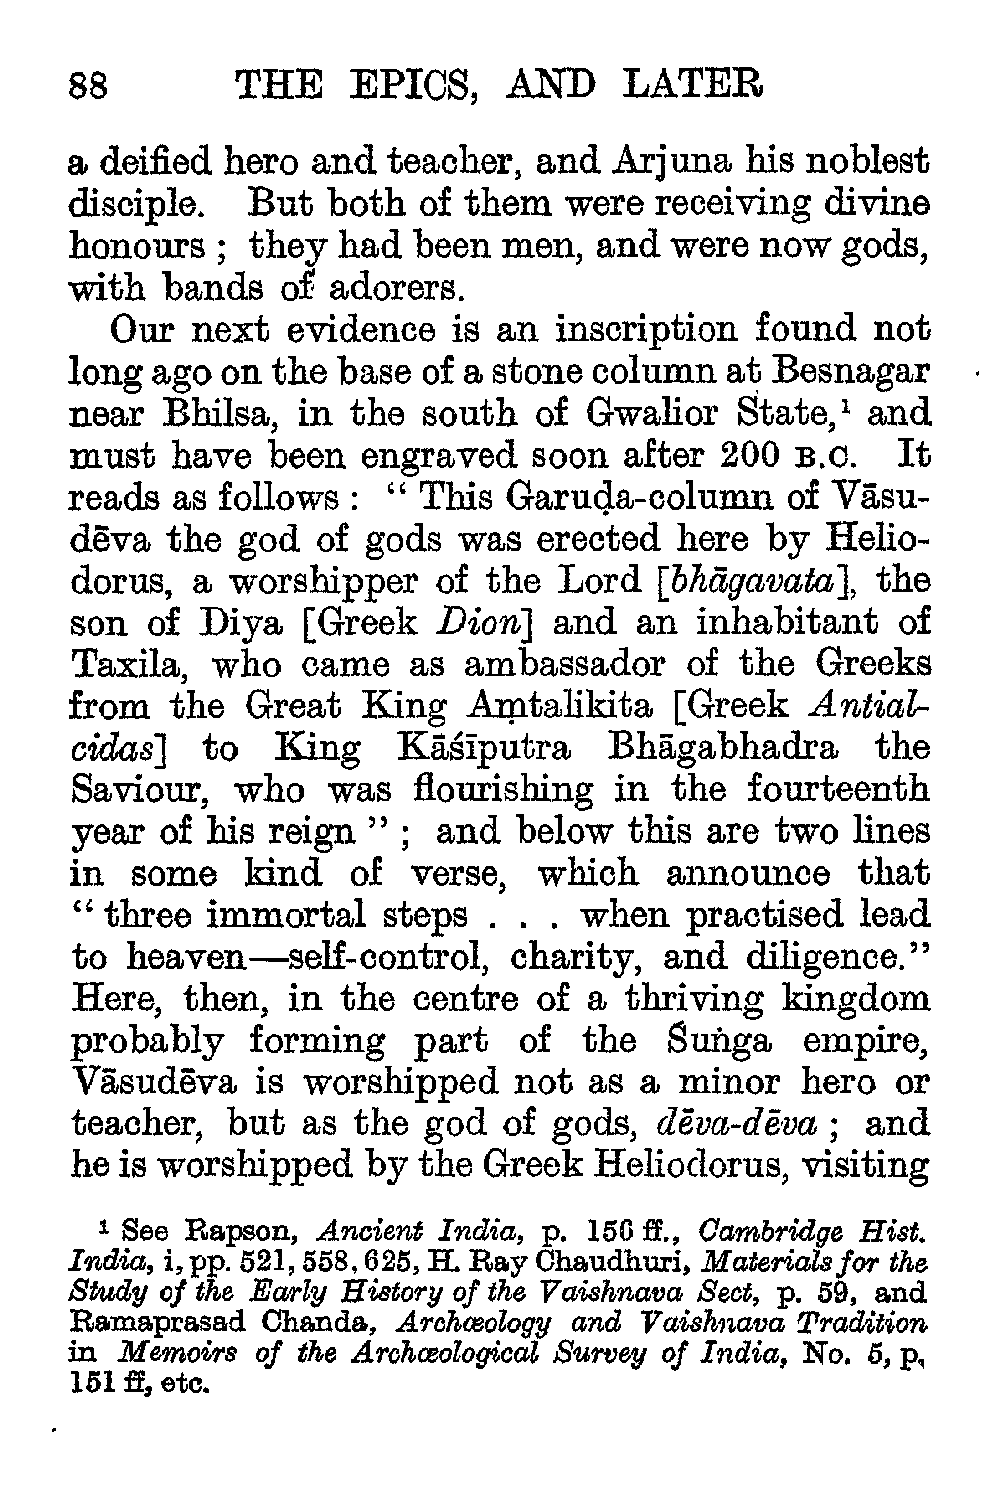 88 THE EPICS, AND LATER
a deified hero and teacher, and Arjuna his noblest
disciple. But both of them were receiving divine
honours ; they had been men, and were now gods,
with bands of adorers.
Our next evidence is an inscription found not
long ago on the base of a stone column at Besnagar
near Bhilsa, in the south of Gwalior State,¹ and
must have been engraved soon after 200 B.C. It
reads as follows : “ This Garuḍa-column of Vāsu-
dēva the god of gods was erected here by Helio-
dorus, a worshipper of the Lord [bhāgavata], the
son of Diya [Greek Dion] and an inhabitant of
Taxila, who came as ambassador of the Greeks
from the Great King Aṃtalikita [Greek Antial-
cidas] to King Kāśīputra Bhāgabhadra the
Saviour, who was flourishing in the fourteenth
year of his reign ” ; and below this are two lines
in some kind of verse, which announce that
“ three immortal steps . . . when practised lead
to heaven—self-control, charity, and diligence.”
Here, then, in the centre of a thriving kingdom
probably forming part of the Śuṅga empire,
Vāsudēva is worshipped not as a minor hero or
teacher, but as the god of gods, dēva-dēva ; and
he is worshipped by the Greek Heliodorus, visiting
¹ See Rapson, Ancient India, p. 156 ff., Cambridge Hist.
India, i, pp. 521, 558, 625, H. Ray Chaudhuri, Materials for the
Study of the Early History of the Vaishnava Sect, p. 59, and
Ramaprasad Chanda, Archæology and Vaishnava Tradition
in Memoirs of the Archæological Survey of India, No. 5, p,
151 ff, etc.